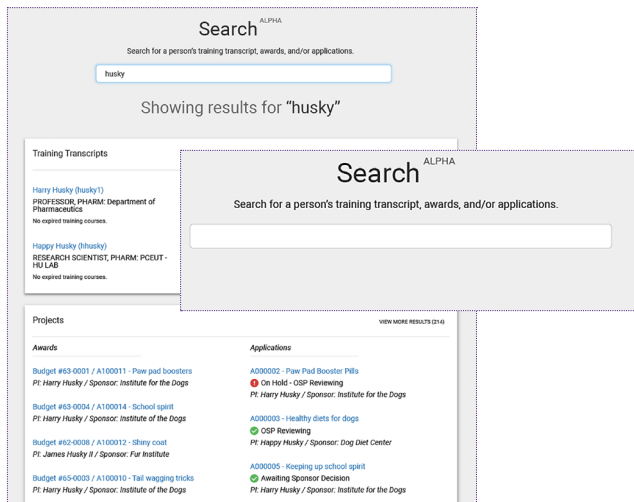 Search ALPHA
Search for a person's training transcript, awards, and/or applications.
husky
Showing results for “husky”
Training Transcripts
Harry Husky (husky1)
PROFESSOR, PHARM: Department of
Pharmaceutics
No expired training courses.
Happy Husky (hhusky)
RESEARCH SCIENTIST, PHARM: PCEUT -
HU LAB
No expired training courses.
Search ALPHA
Search for a person's training transcript, awards, and/or applications.
Projects
VIEW MORE RESULTS (214)
Awards
Budget #63-0001 / A100011 - Paw pad boosters
PI: Harry Husky / Sponsor: Institute for the Dogs
Budget #63-0004 / A100014 - School spirit
PI: Harry Husky / Sponsor: Institute of the Dogs
Budget #62-0008 / A100012 - Shiny coat
PI: James Husky II / Sponsor: Fur Institute
Budget #65-0003 / A100010 - Tail wagging tricks
PI: Harry Husky / Sponsor: Institute of the Dogs
Applications
A000002 - Paw Pad Booster Pills
On Hold - OSP Reviewing
PI: Harry Husky / Sponsor: Institute for the Dogs
A000003 - Healthy diets for dogs
OSP Reviewing
PI: Happy Husky / Sponsor: Dog Diet Center
A000005 - Keeping up school spirit
Awaiting Sponsor Decision
PI: Harry Husky / Sponsor: Institute for the Dogs